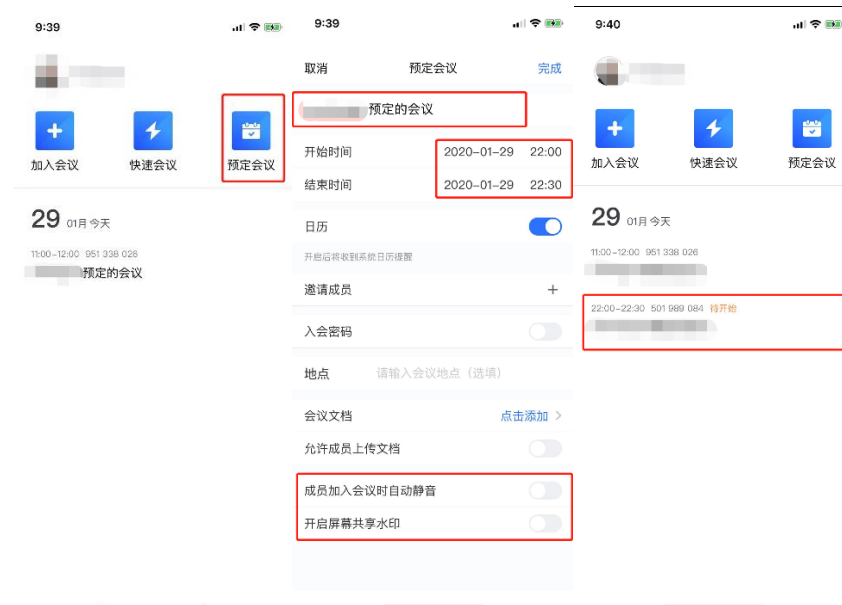 9:39
加入会议
快速会议
预定会议
29 01月 今天
11:00-12:00 951 338 026
预定的会议
9:39
取消
预定会议
完成
预定的会议
开始时间 2020-01-29 22:00
结束时间 2020-01-29 22:30
日历
开启后将收到系统日历提醒
邀请成员 +
入会密码
地点 请输入会议地点（选填）
会议文档 点击添加 >
允许成员上传文档
成员加入会议时自动静音
开启屏幕共享水印
9:40
加入会议
快速会议
预定会议
29 01月 今天
11:00-12:00 951 338 026
22:00-22:30 501 989 084 待开始